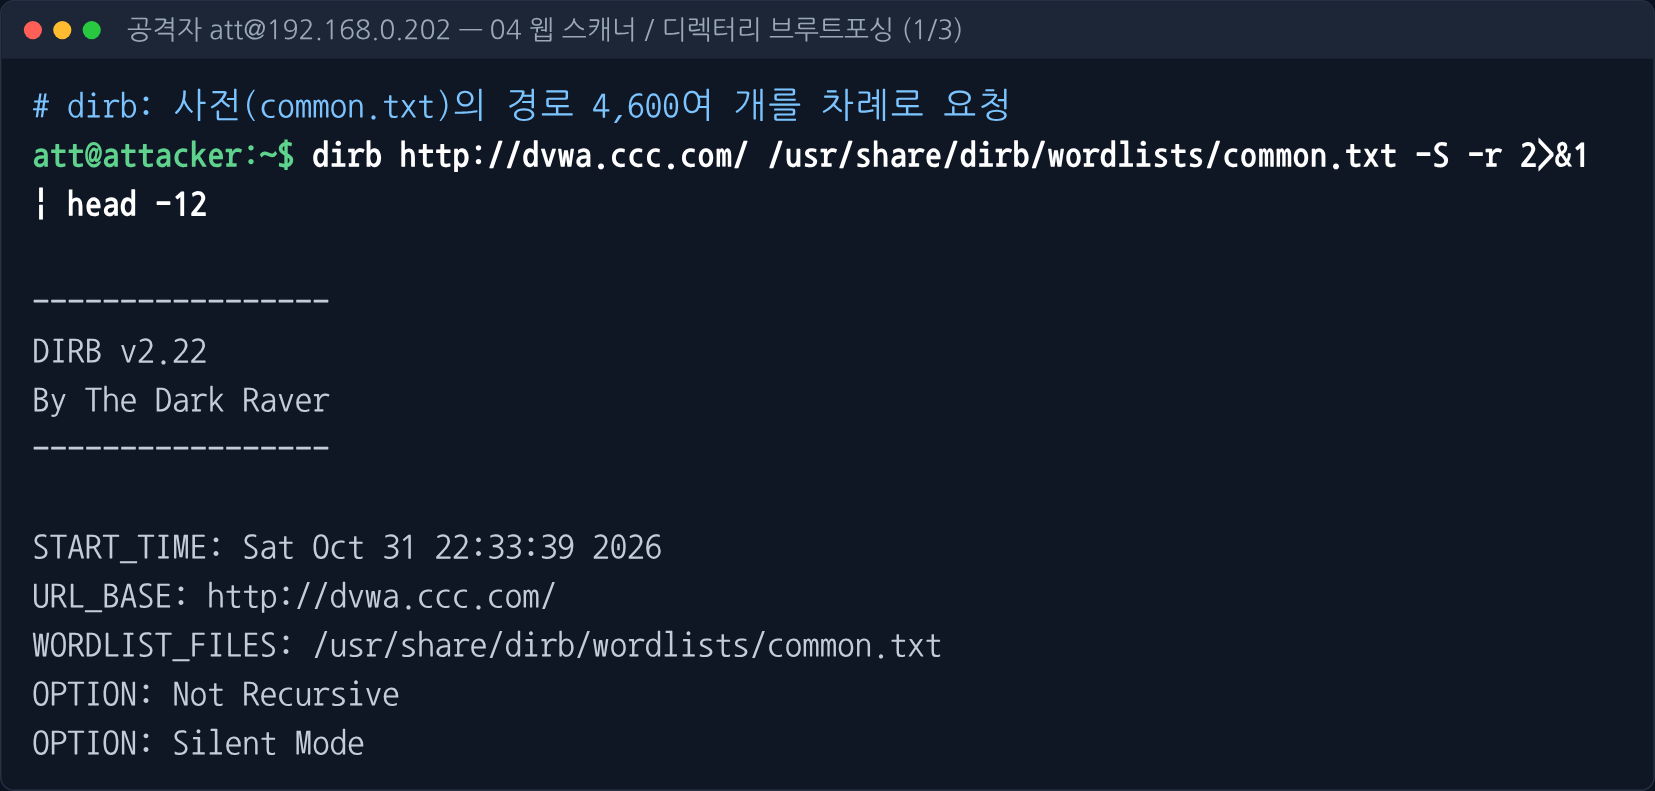 공격자 att@192.168.0.202 — 04 웹 스캐너 / 디렉터리 브루트포싱 (1/3)
# dirb: 사전(common.txt)의 경로 4,600여 개를 차례로 요청
att@attacker:~$ dirb http://dvwa.ccc.com/ /usr/share/dirb/wordlists/common.txt -S -r 2>&1
| head -12
-----------------
DIRB v2.22
By The Dark Raver
-----------------
START_TIME: Sat Oct 31 22:33:39 2026
URL_BASE: http://dvwa.ccc.com/
WORDLIST_FILES: /usr/share/dirb/wordlists/common.txt
OPTION: Not Recursive
OPTION: Silent Mode